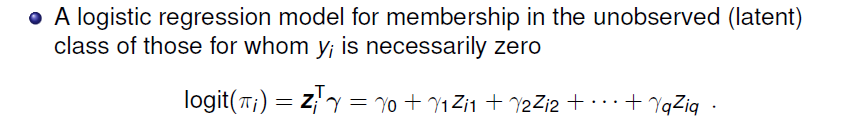 A logistic regression model for membership in the unobserved (latent)
class of those for whom yᵢ is necessarily zero
logit(πᵢ) = zᵢᵀγ = γ₀ + γ₁zᵢ₁ + γ₂zᵢ₂ + ⋯ + γqzᵢq .